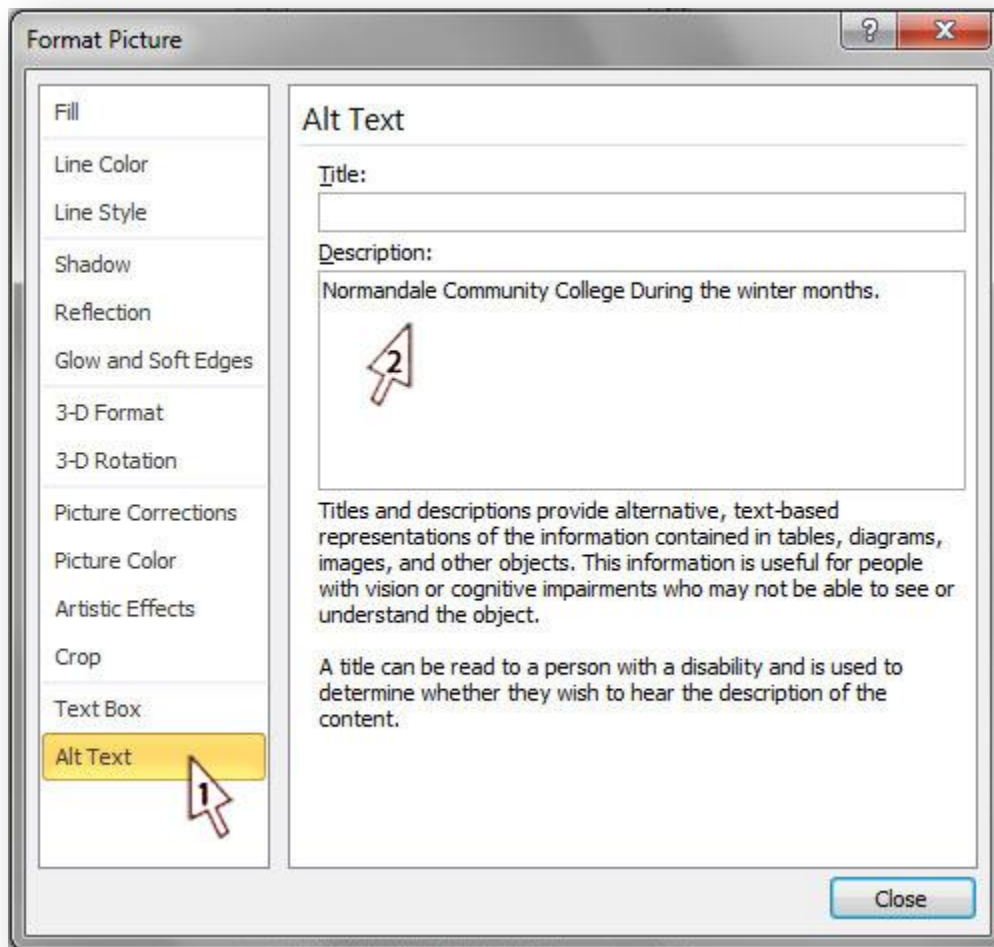 Format Picture
?
X
Fill
Line Color
Line Style
Shadow
Reflection
Glow and Soft Edges
3-D Format
3-D Rotation
Picture Corrections
Picture Color
Artistic Effects
Crop
Text Box
Alt Text
1
Alt Text
Title:
Description:
Normandale Community College During the winter months.
2
Titles and descriptions provide alternative, text-based
representations of the information contained in tables, diagrams,
images, and other objects. This information is useful for people
with vision or cognitive impairments who may not be able to see or
understand the object.
A title can be read to a person with a disability and is used to
determine whether they wish to hear the description of the
content.
Close